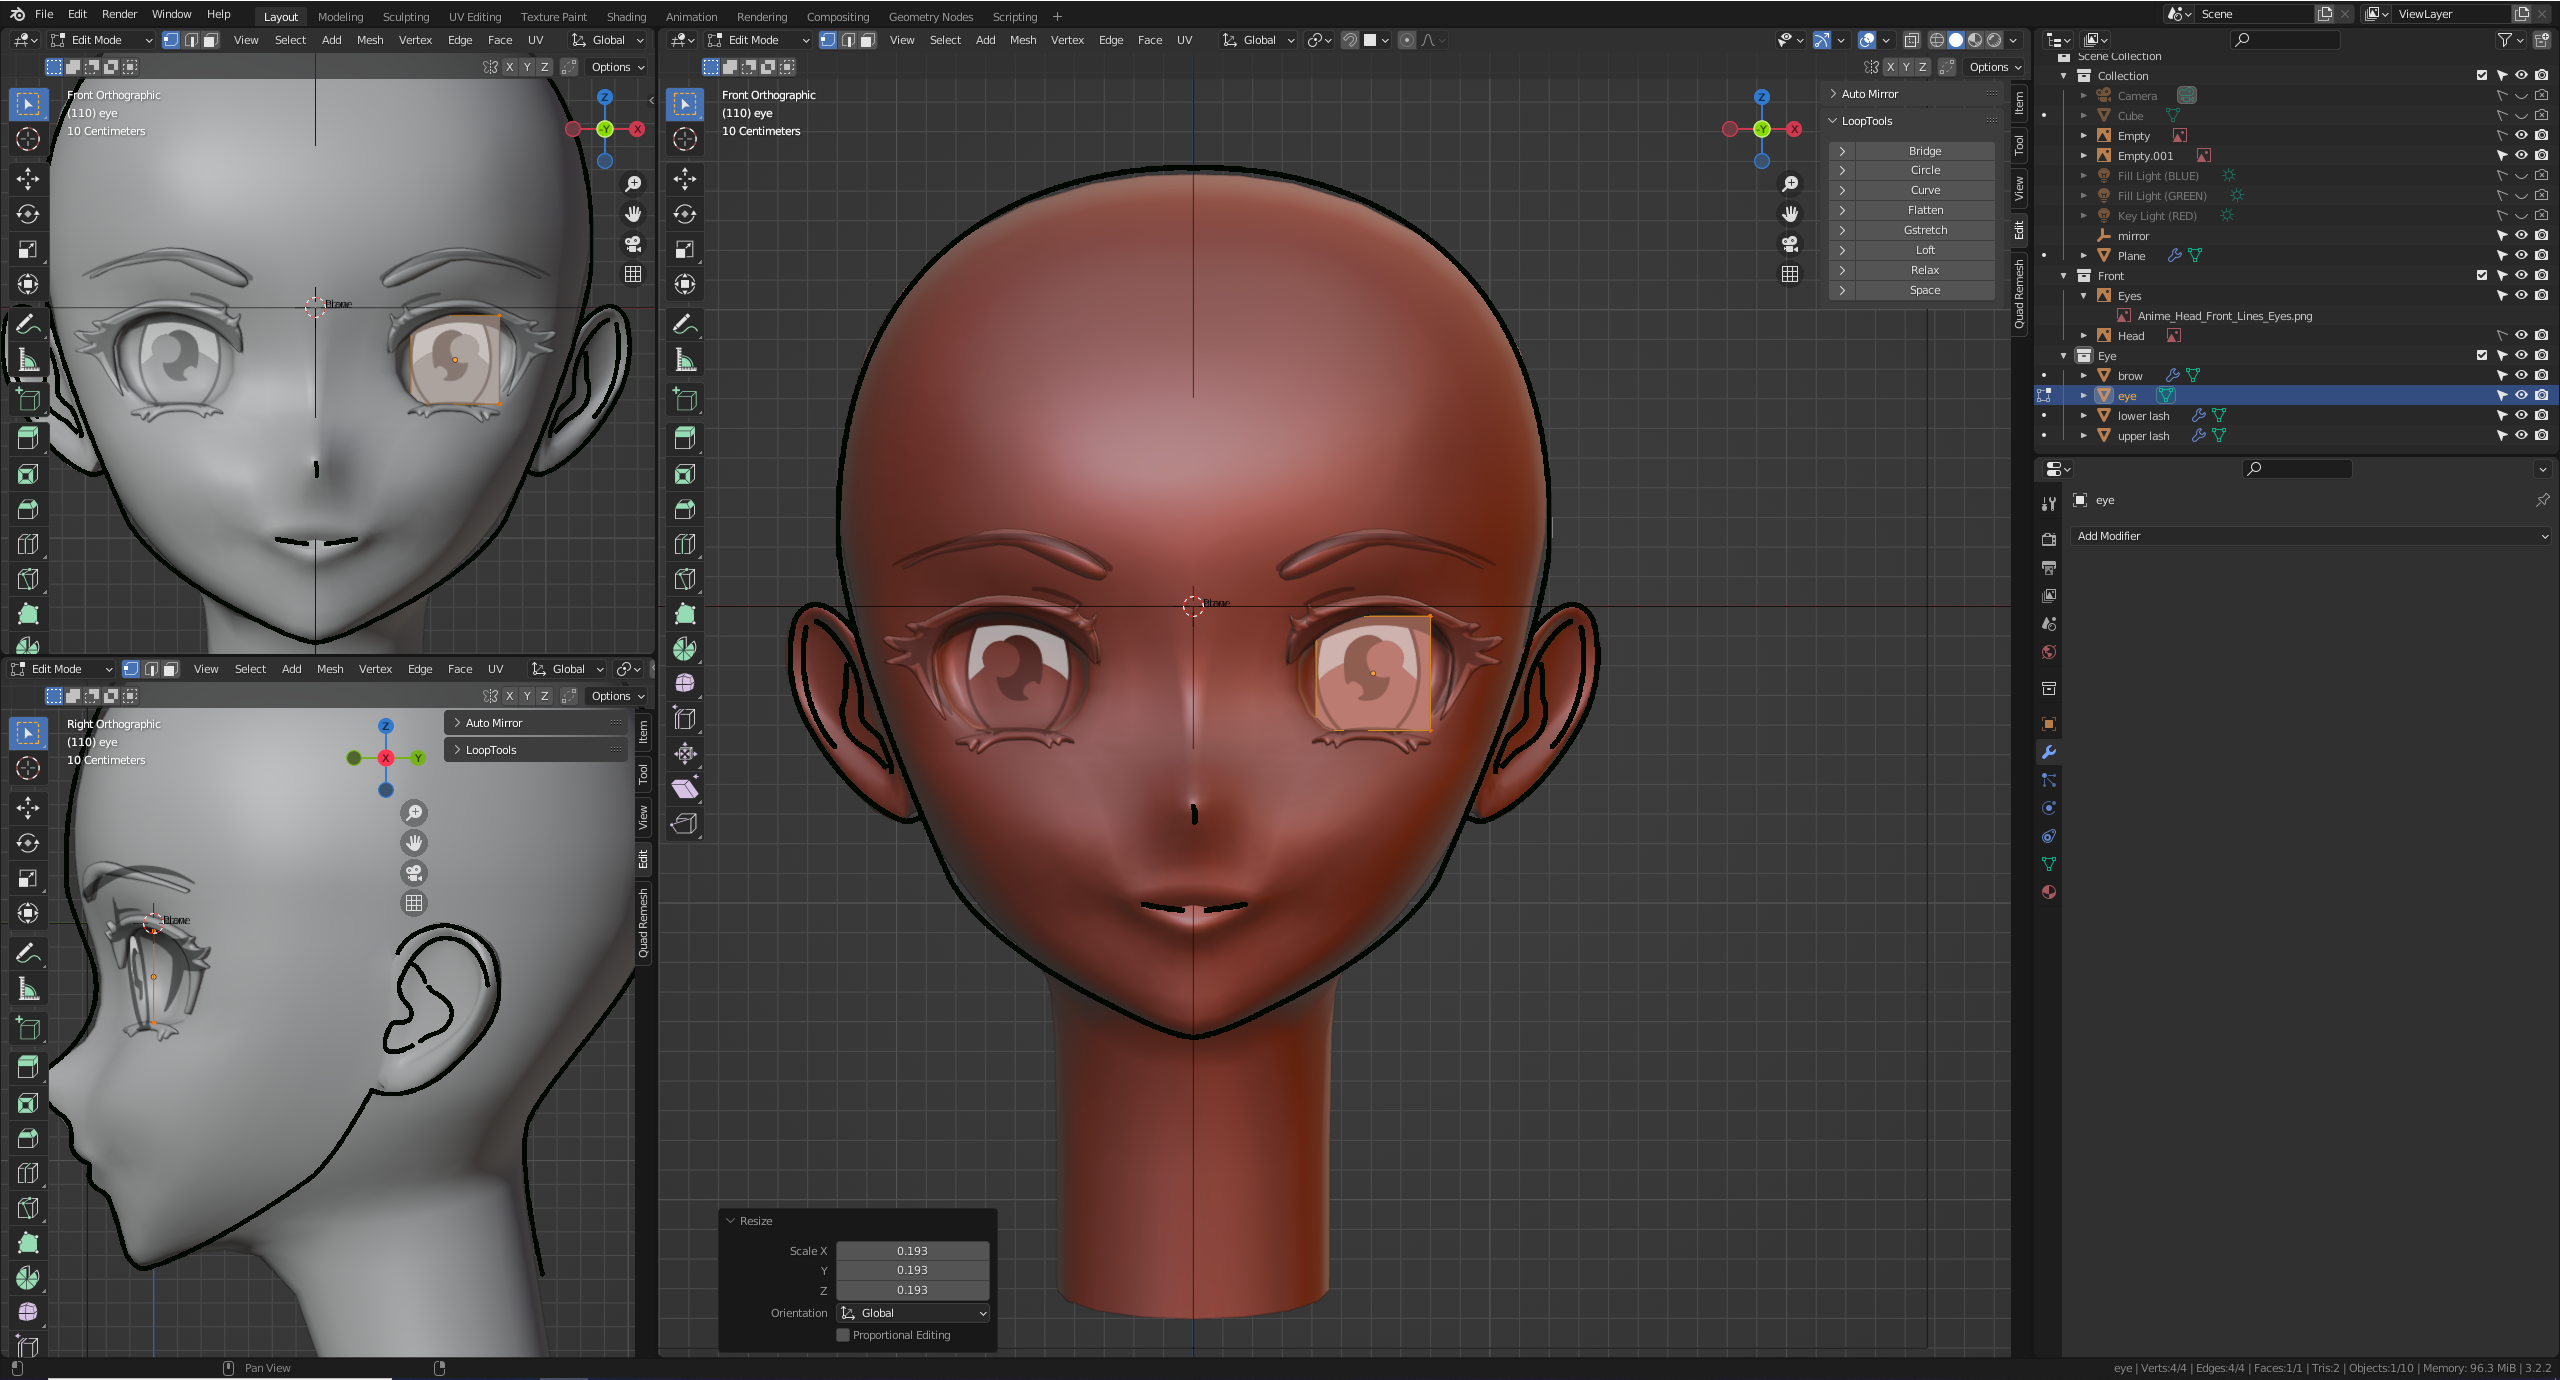 File Edit Render Window Help Layout Modeling Sculpting UV Editing Texture Paint Shading Animation Rendering Compositing Geometry Nodes Scripting + Scene ViewLayer
Edit Mode View Select Add Mesh Vertex Edge Face UV Global
X Y Z Options
Front Orthographic
(110) eye
10 Centimeters
Z
-Y X
Plane
Edit Mode View Select Add Mesh Vertex Edge Face UV Global
X Y Z Options
Right Orthographic
(110) eye
10 Centimeters
Z
X Y
Auto Mirror
LoopTools
Item
Tool
View
Edit
Quad Remesh
Plane
Edit Mode View Select Add Mesh Vertex Edge Face UV Global
X Y Z Options
Front Orthographic
(110) eye
10 Centimeters
Z
-Y X
Auto Mirror
LoopTools
Bridge
Circle
Curve
Flatten
Gstretch
Loft
Relax
Space
Item
Tool
View
Edit
Quad Remesh
Plane
Resize
Scale X 0.193
Y 0.193
Z 0.193
Orientation Global
Proportional Editing
Scene Collection
Collection
Camera
Cube
Empty
Empty.001
Fill Light (BLUE)
Fill Light (GREEN)
Key Light (RED)
mirror
Plane
Front
Eyes
Anime_Head_Front_Lines_Eyes.png
Head
Eye
brow
eye
lower lash
upper lash
eye
Add Modifier
Pan View
eye | Verts:4/4 | Edges:4/4 | Faces:1/1 | Tris:2 | Objects:1/10 | Memory: 96.3 MiB | 3.2.2